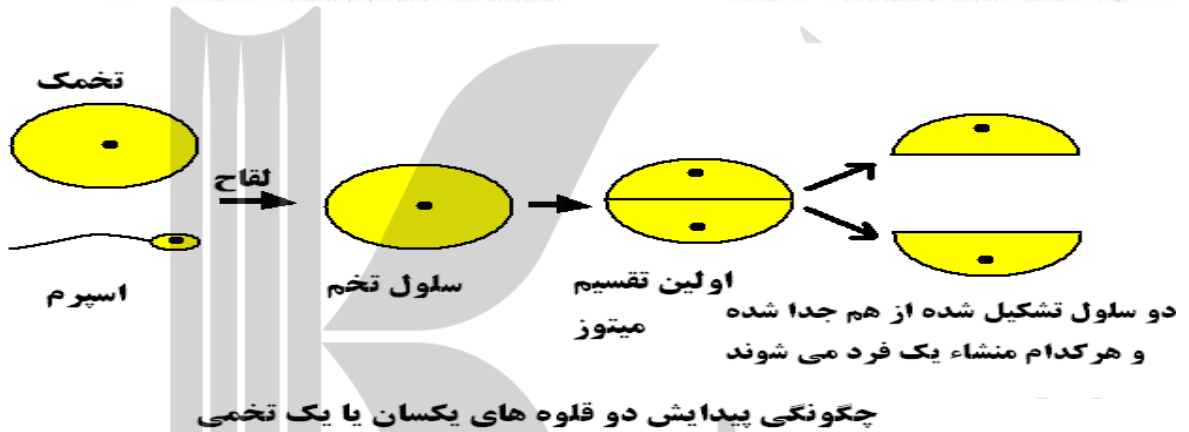 تخمک
لقاح
اسپرم
سلول تخم
اولین تقسیم
میتوز
دو سلول تشکیل شده از هم جدا شده
و هرکدام منشاء یک فرد می شوند
چگونگی پیدایش دو قلوه های یکسان یا یک تخمی